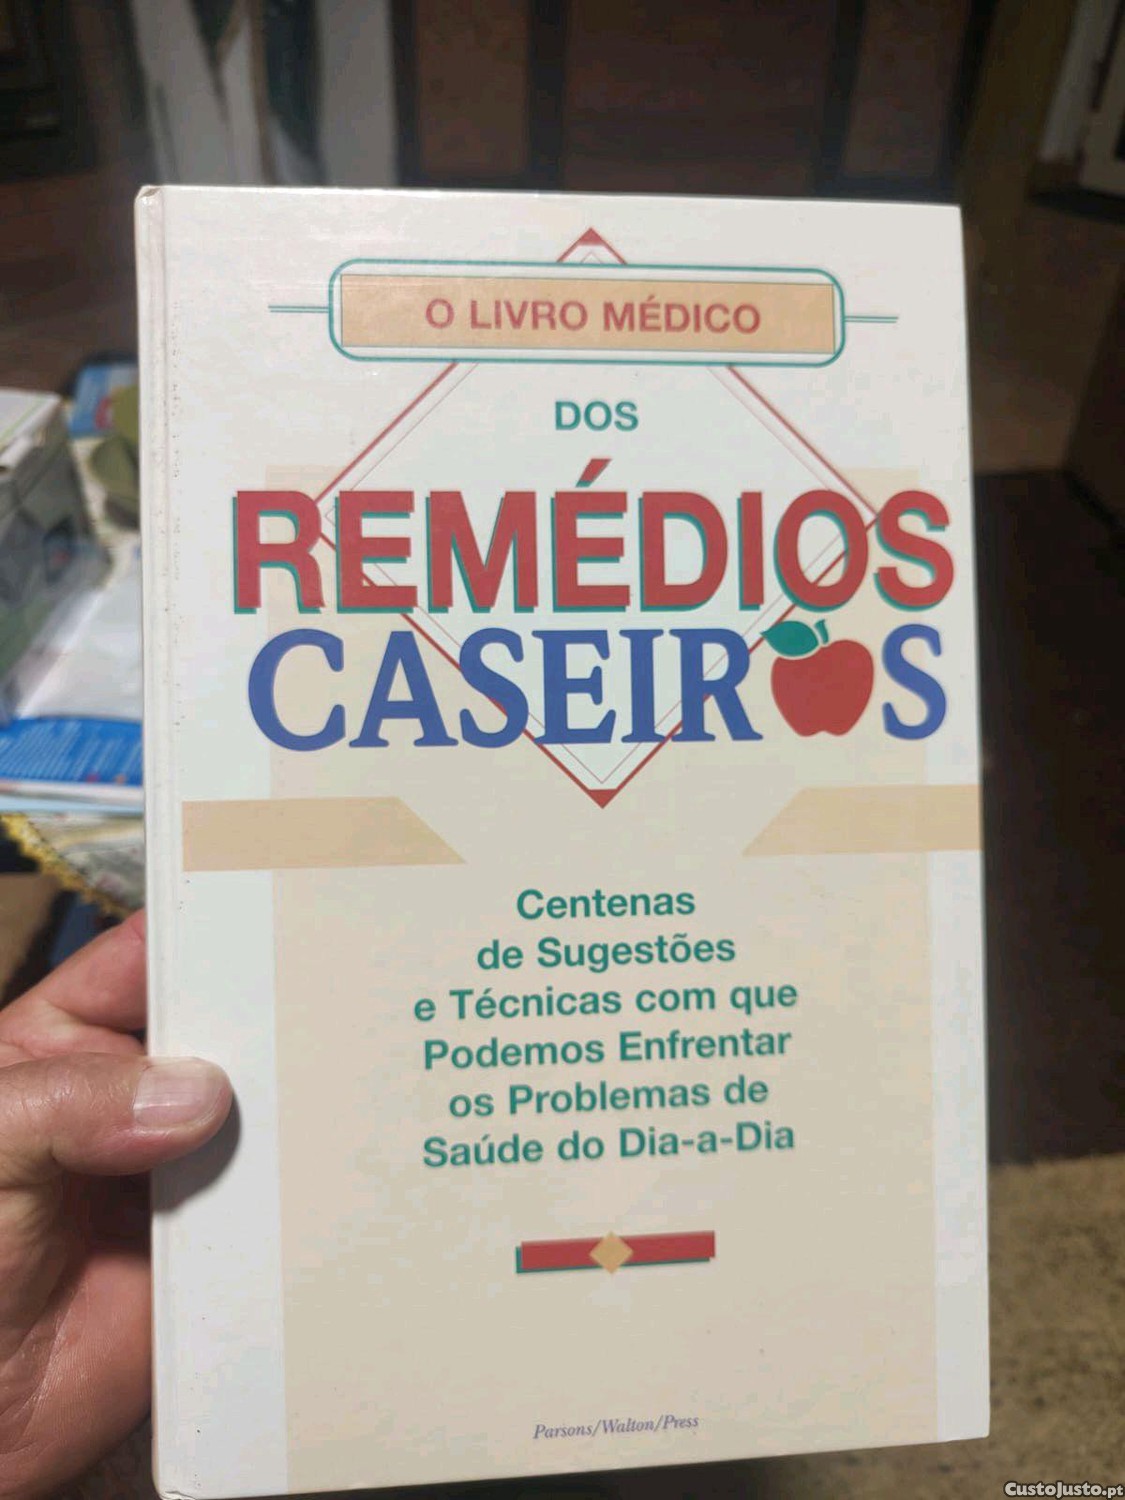 O LIVRO MÉDICO
DOS
REMÉDIOS
CASEIROS
Centenas
de Sugestões
e Técnicas com que
Podemos Enfrentar
os Problemas de
Saúde do Dia-a-Dia
Parsons/Walton/Press
CustoJusto.pt